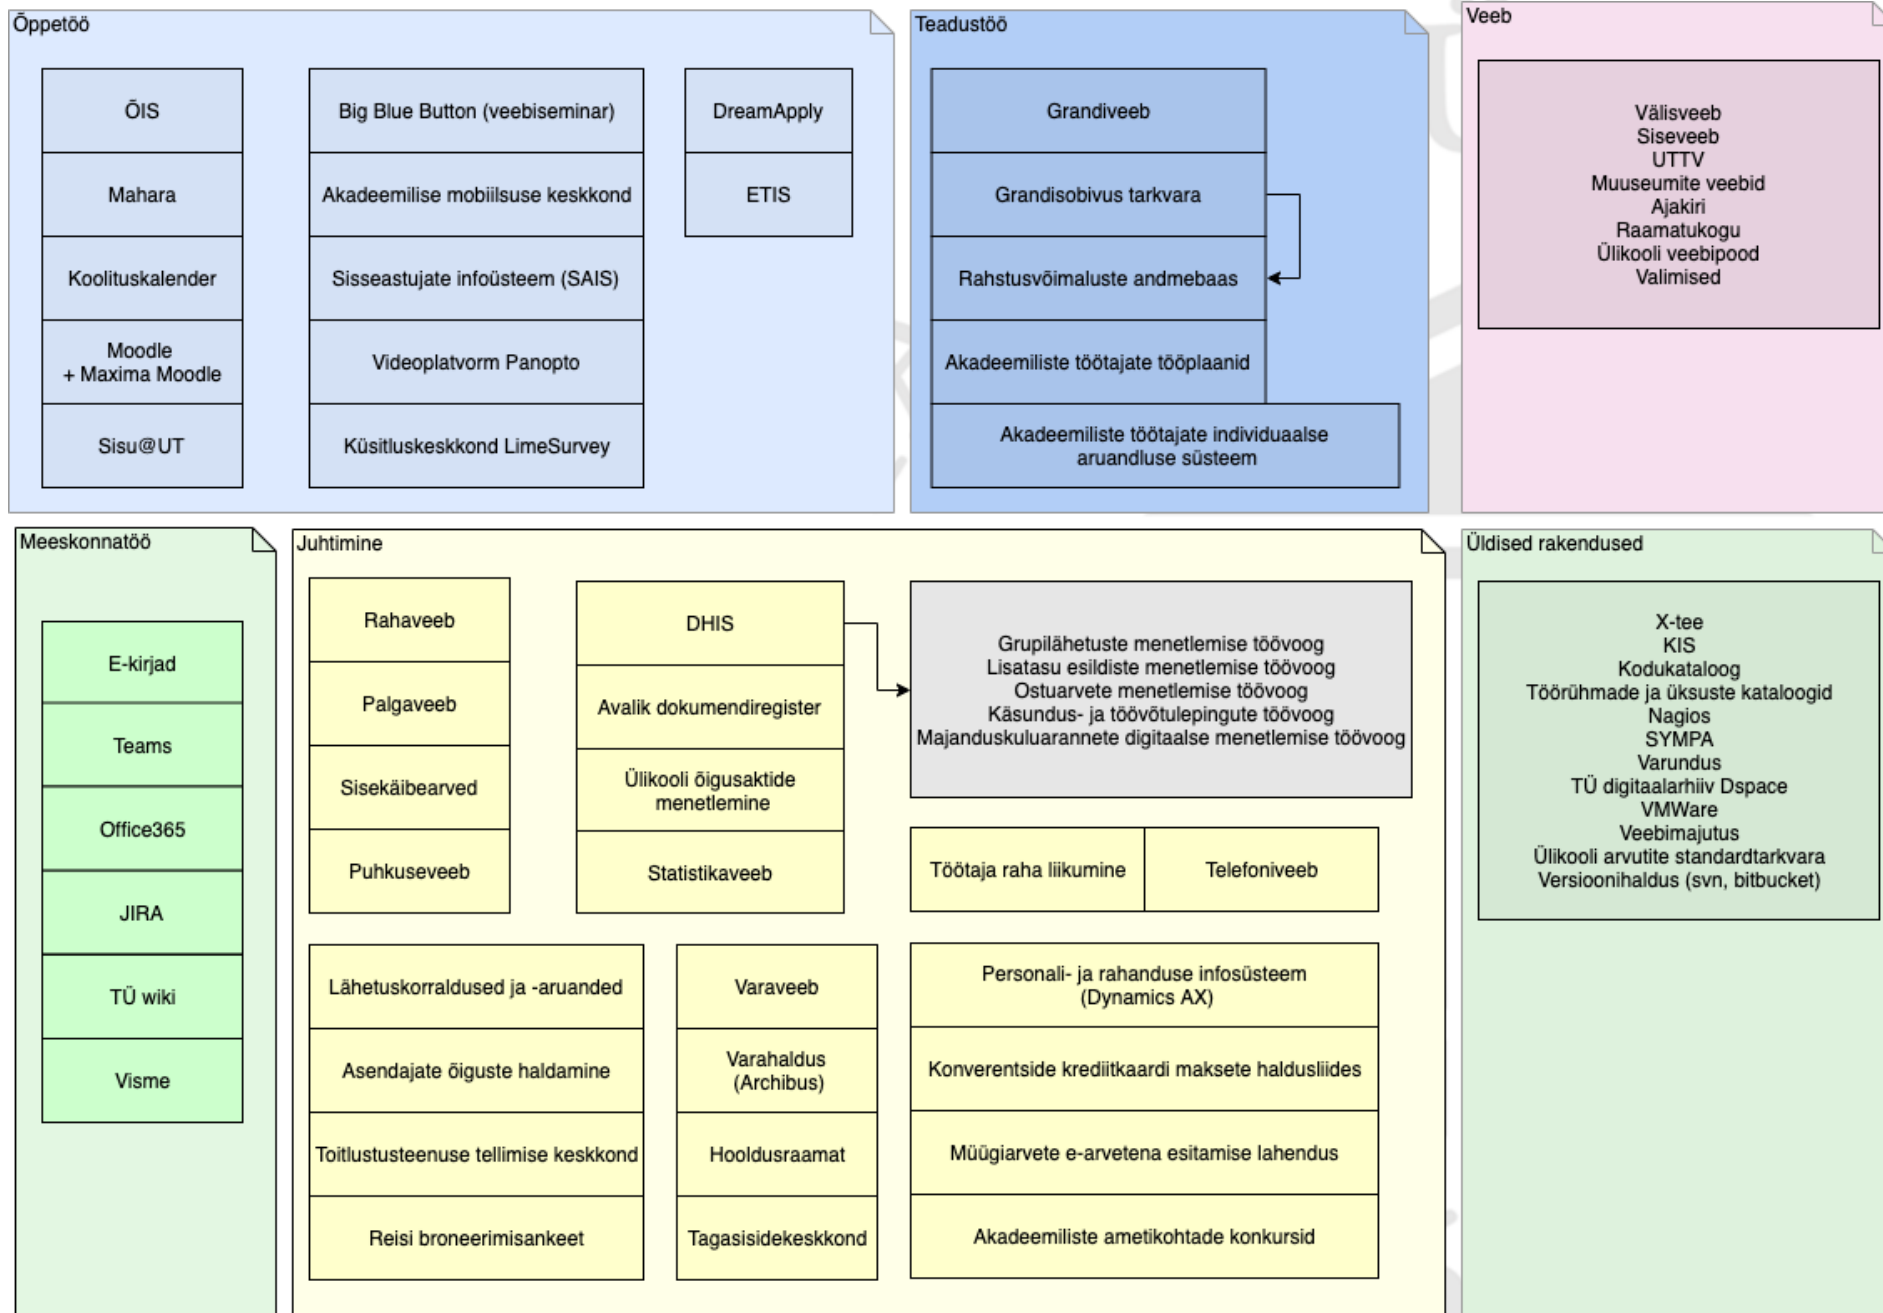 Õppetöö
ÕIS
Mahara
Koolituskalender
Moodle
+ Maxima Moodle
Sisu@UT
Big Blue Button (veebiseminar)
Akadeemilise mobiilsuse keskkond
Sisseastujate infoüsteem (SAIS)
Videoplatvorm Panopto
Küsitluskeskkond LimeSurvey
DreamApply
ETIS
Teadustöö
Grandiveeb
Grandisobivus tarkvara
Rahstusvõimaluste andmebaas
Akadeemiliste töötajate tööplaanid
Akadeemiliste töötajate individuaalse
aruandluse süsteem
Veeb
Välisveeb
Siseveeb
UTTV
Muuseumite veebid
Ajakiri
Raamatukogu
Ülikooli veebipood
Valimised
Meeskonnatöö
E-kirjad
Teams
Office365
JIRA
TÜ wiki
Visme
Juhtimine
Rahaveeb
Palgaveeb
Sisekäibearved
Puhkuseveeb
DHIS
Avalik dokumendiregister
Ülikooli õigusaktide
menetlemine
Statistikaveeb
Grupilähetuste menetlemise töövoog
Lisatasu esildiste menetlemise töövoog
Ostuarvete menetlemise töövoog
Käsundus- ja töövõtulepingute töövoog
Majanduskuluarannete digitaalse menetlemise töövoog
Töötaja raha liikumine
Telefoniveeb
Lähetuskorraldused ja -aruanded
Asendajate õiguste haldamine
Toitlustusteenuse tellimise keskkond
Reisi broneerimisankeet
Varaveeb
Varahaldus
(Archibus)
Hooldusraamat
Tagasisidekeskkond
Personali- ja rahanduse infosüsteem
(Dynamics AX)
Konverentside krediitkaardi maksete haldusliides
Müügiarvete e-arvetena esitamise lahendus
Akadeemiliste ametikohtade konkursid
Üldised rakendused
X-tee
KIS
Kodukataloog
Töörühmade ja üksuste kataloogid
Nagios
SYMPA
Varundus
TÜ digitaalarhiiv Dspace
VMWare
Veebimajutus
Ülikooli arvutite standardtarkvara
Versioonihaldus (svn, bitbucket)